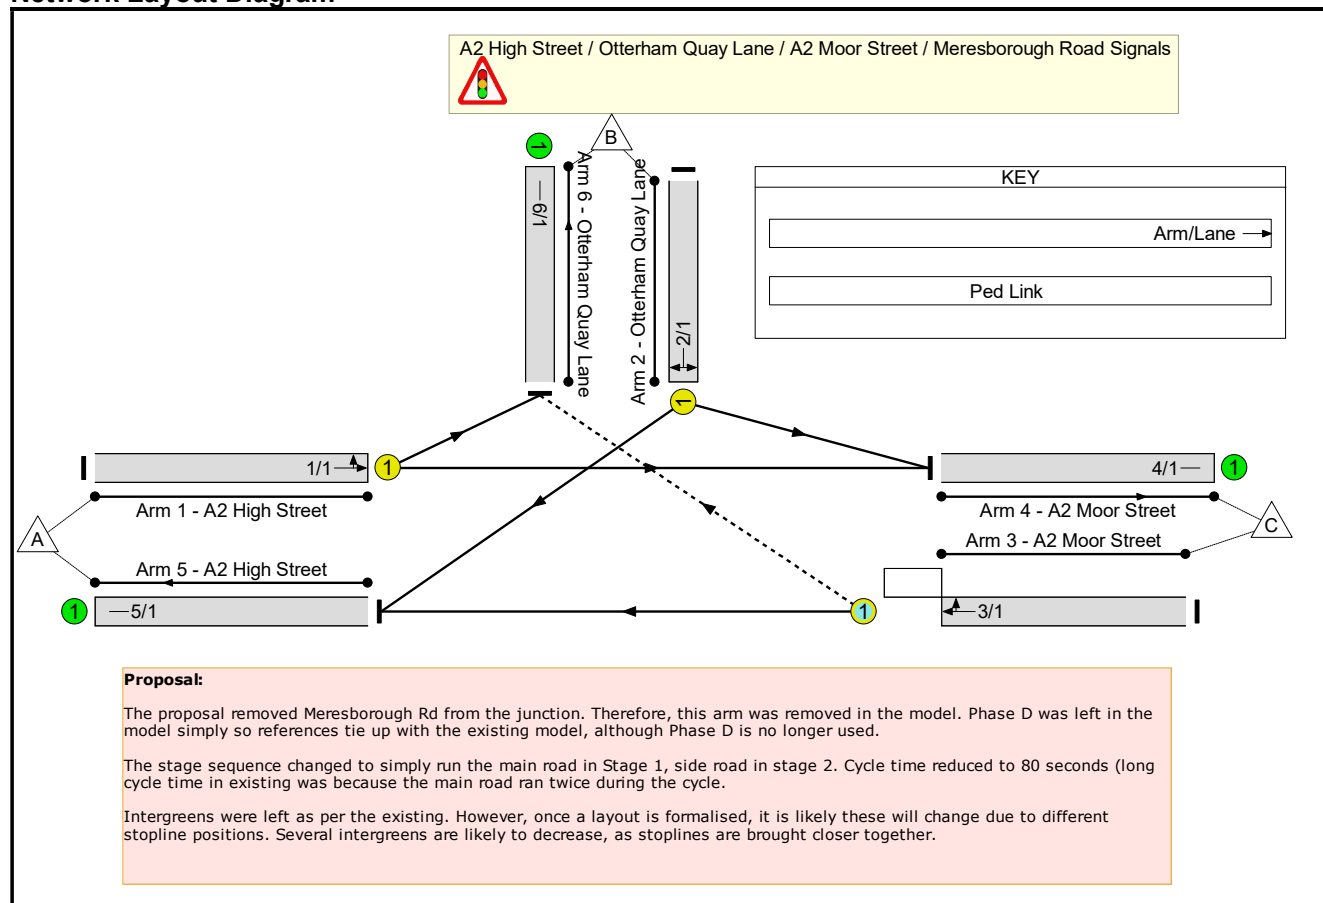 Network Layout Diagram
A2 High Street / Otterham Quay Lane / A2 Moor Street / Meresborough Road Signals
B
1
Arm 6 - Otterham Quay Lane
6/1
Arm 2 - Otterham Quay Lane
2/1
1
KEY
Arm/Lane
Ped Link
1/1
1
Arm 1 - A2 High Street
A
Arm 5 - A2 High Street
1
5/1
4/1
1
Arm 4 - A2 Moor Street
C
Arm 3 - A2 Moor Street
1
3/1
Proposal:
The proposal removed Meresborough Rd from the junction. Therefore, this arm was removed in the model. Phase D was left in the
model simply so references tie up with the existing model, although Phase D is no longer used.
The stage sequence changed to simply run the main road in Stage 1, side road in stage 2. Cycle time reduced to 80 seconds (long
cycle time in existing was because the main road ran twice during the cycle.
Intergreens were left as per the existing. However, once a layout is formalised, it is likely these will change due to different
stopline positions. Several intergreens are likely to decrease, as stoplines are brought closer together.